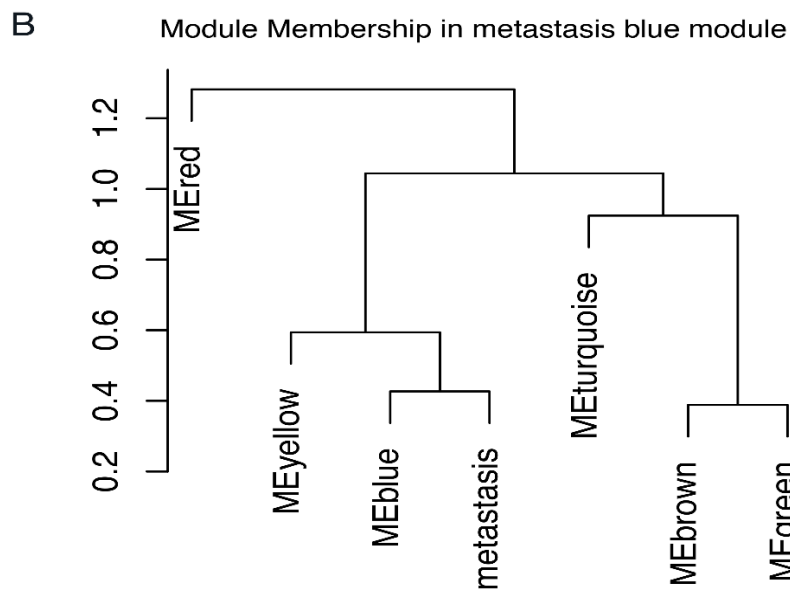 B
Module Membership in metastasis blue module
1.2
1.0
0.8
0.6
0.4
0.2
MEred
MEyellow
MEblue
metastasis
MEturquoise
MEbrown
MEgreen